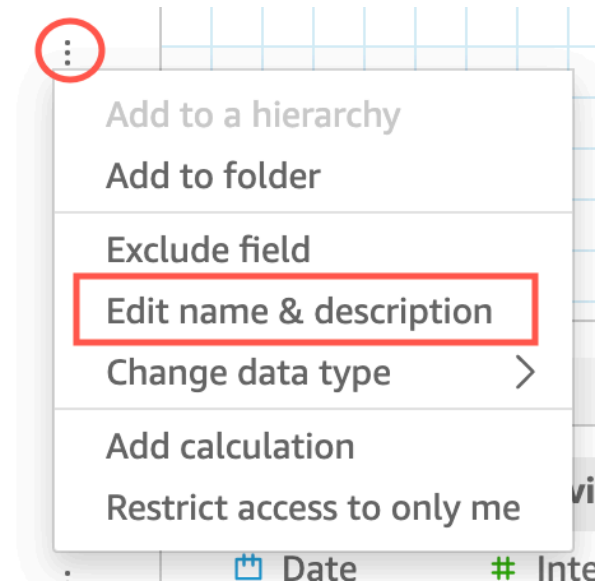 Add to a hierarchy
Add to folder
Exclude field
Edit name & description
Change data type
Add calculation
Restrict access to only me
Date